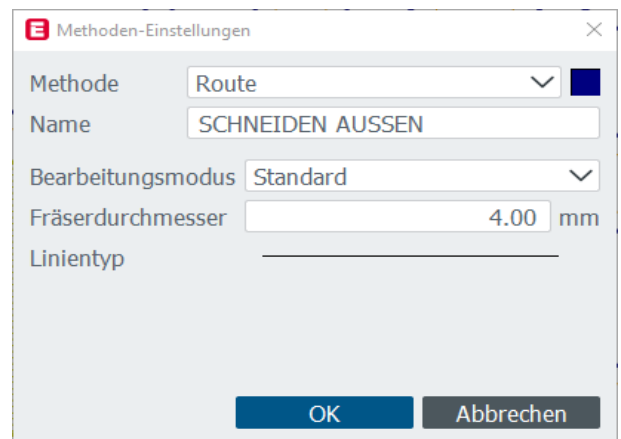 E Methoden-Einstellungen
Methode Route
Name SCHNEIDEN AUSSEN
Bearbeitungsmodus Standard
Fräserdurchmesser 4.00 mm
Linientyp
OK Abbrechen